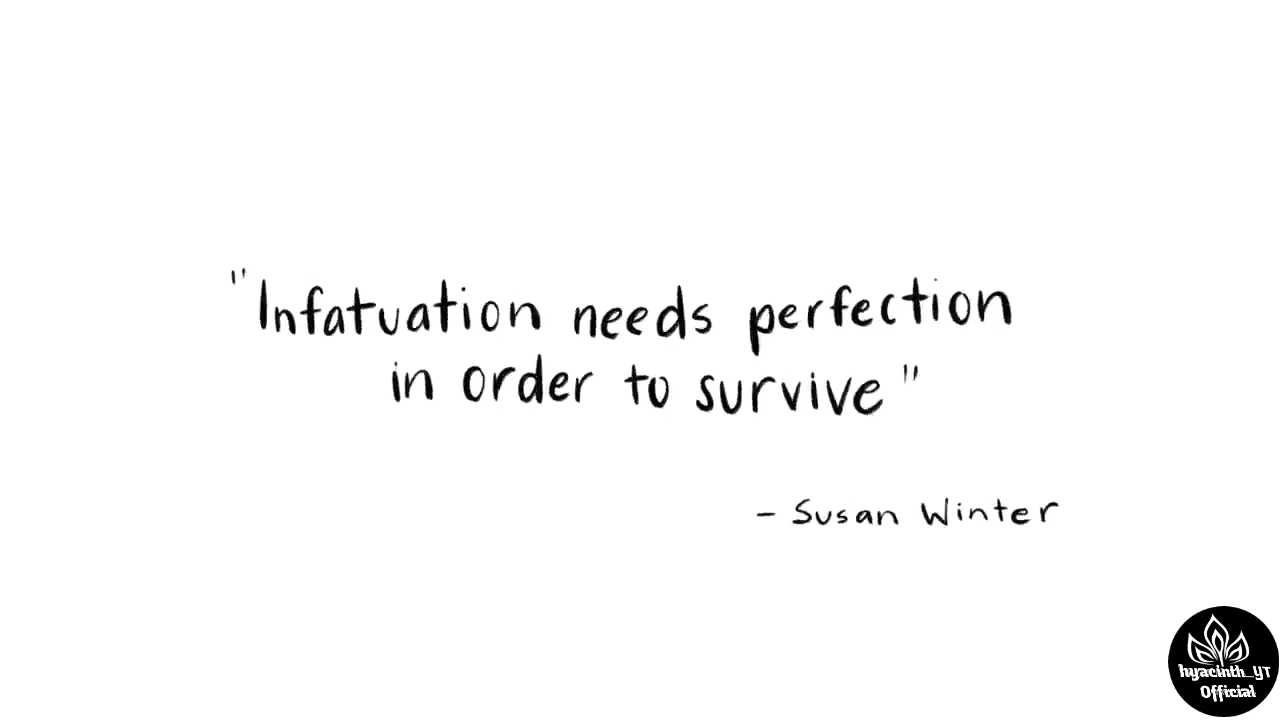 "Infatuation needs perfection
in order to survive"
- Susan Winter
hyacinth_YT
Official